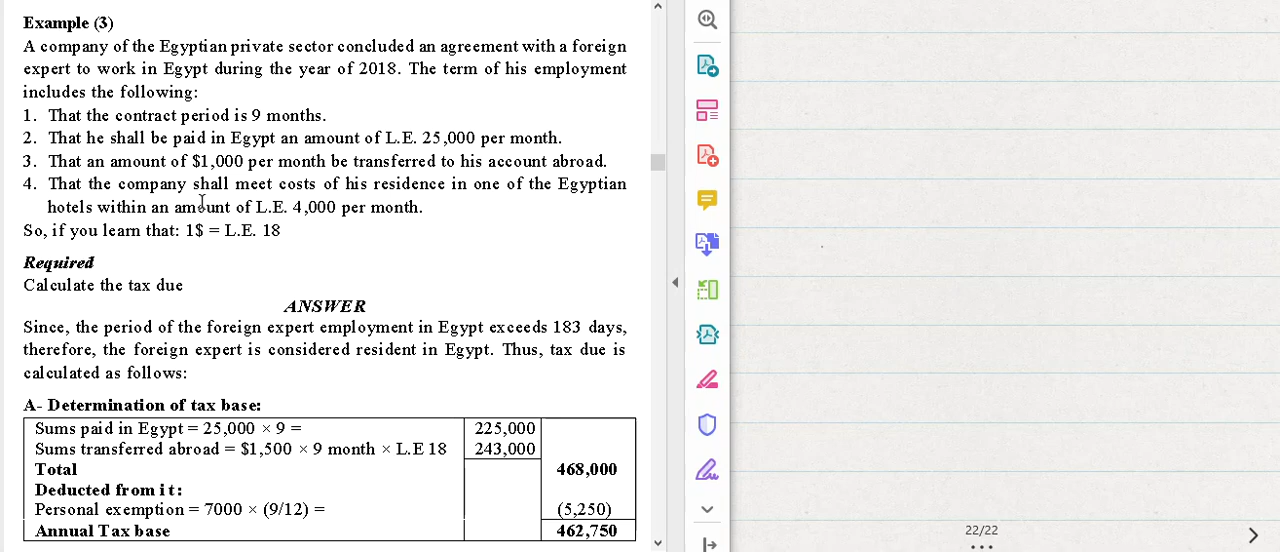 Example (3)
A company of the Egyptian private sector concluded an agreement with a foreign
expert to work in Egypt during the year of 2018. The term of his employment
includes the following:
1. That the contract period is 9 months.
2. That he shall be paid in Egypt an amount of L.E. 25,000 per month.
3. That an amount of $1,000 per month be transferred to his account abroad.
4. That the company shall meet costs of his residence in one of the Egyptian
hotels within an amount of L.E. 4,000 per month.
So, if you learn that: 1$ = L.E. 18
Required
Calculate the tax due
ANSWER
Since, the period of the foreign expert employment in Egypt exceeds 183 days,
therefore, the foreign expert is considered resident in Egypt. Thus, tax due is
calculated as follows:
A- Determination of tax base:
Sums paid in Egypt = 25,000 × 9 = 225,000
Sums transferred abroad = $1,500 × 9 month × L.E 18 243,000
Total 468,000
Deducted from it:
Personal exemption = 7000 × (9/12) = (5,250)
Annual Tax base 462,750
22/22